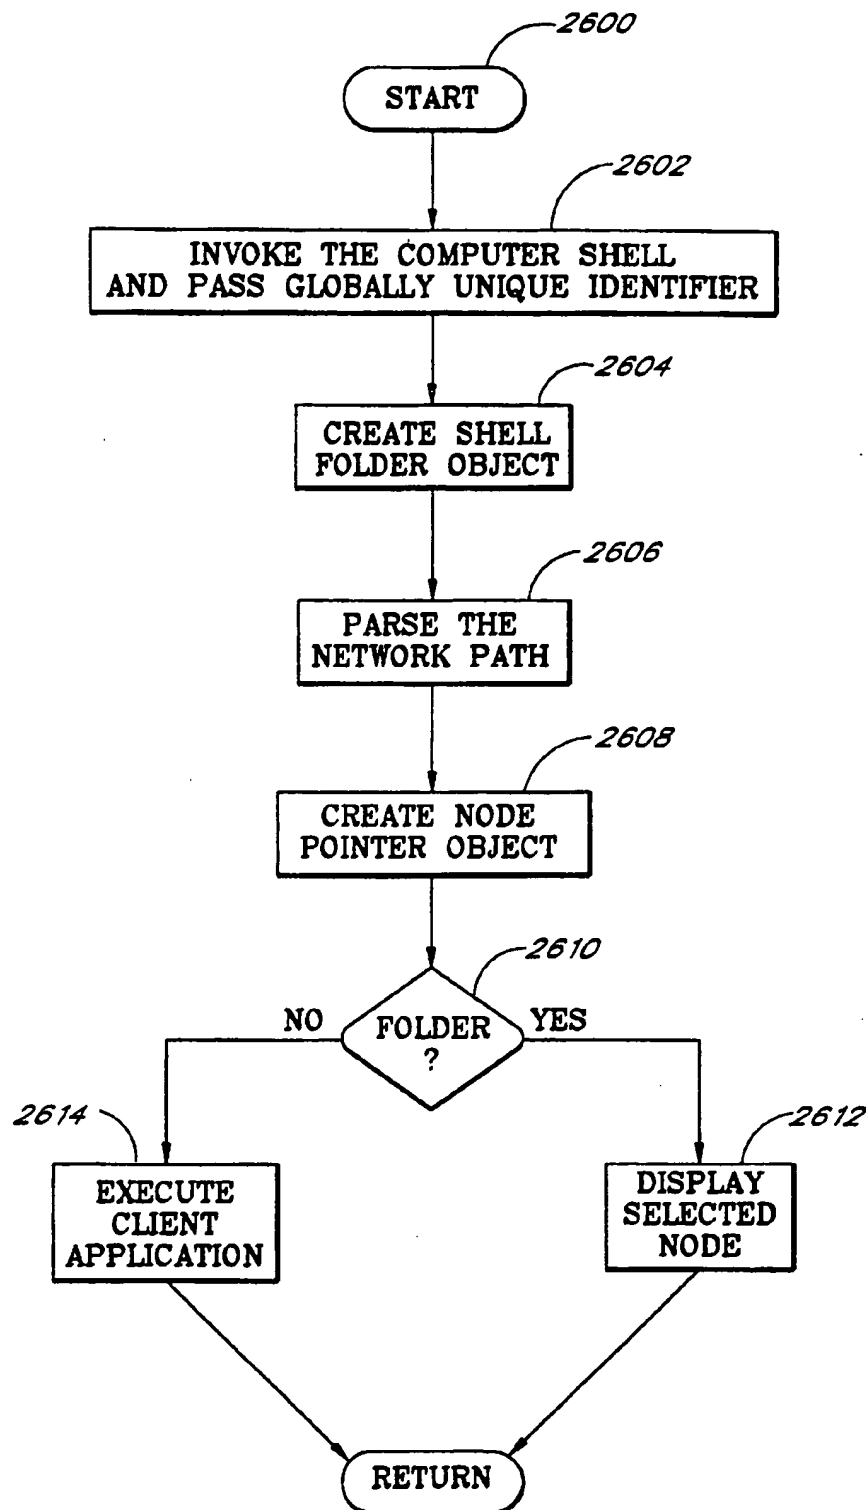 2600
START
2602
INVOKE THE COMPUTER SHELL
AND PASS GLOBALLY UNIQUE IDENTIFIER
2604
CREATE SHELL
FOLDER OBJECT
2606
PARSE THE
NETWORK PATH
2608
CREATE NODE
POINTER OBJECT
2610
NO
FOLDER
?
YES
2614
EXECUTE
CLIENT
APPLICATION
2612
DISPLAY
SELECTED
NODE
RETURN